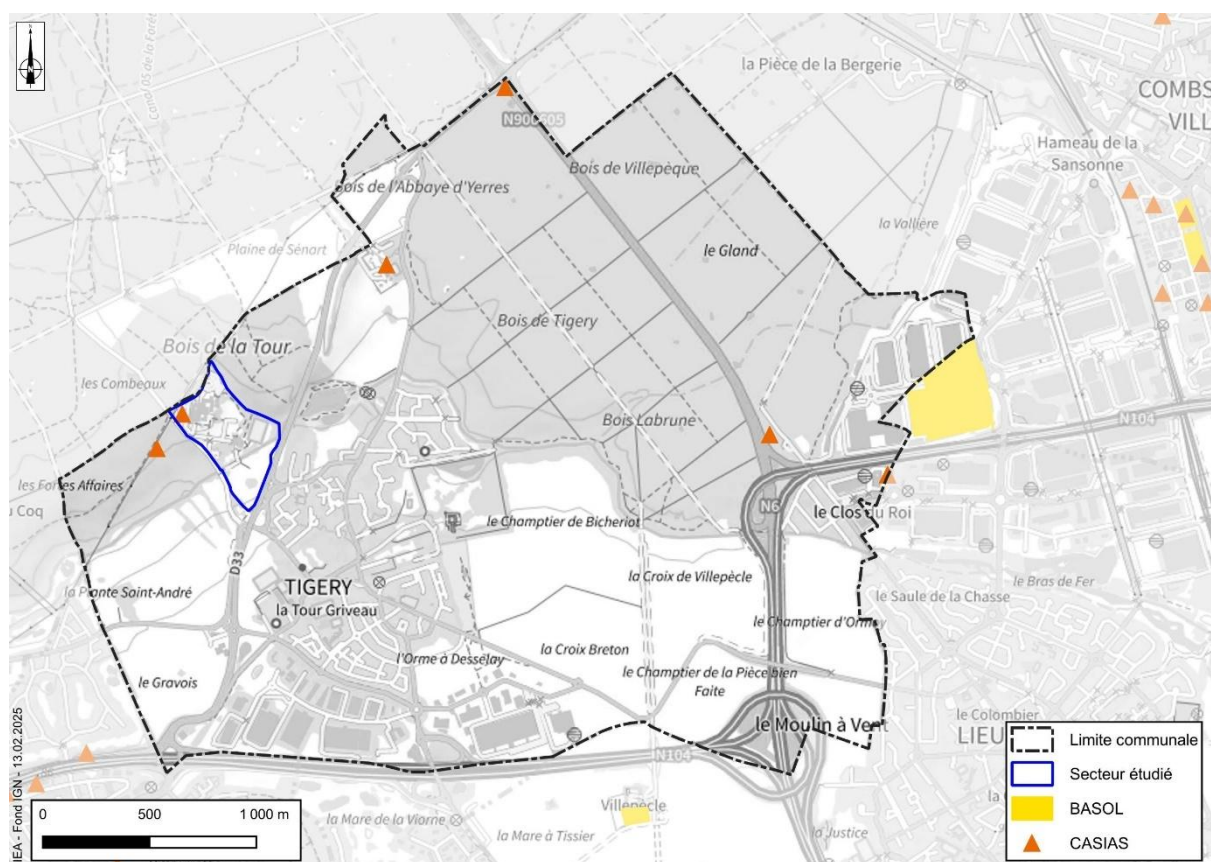 N
la Pièce de la Bergerie
COMBS
VILL
N900605
Hameau de la
Sansonne
Bois de Villepèque
Bois de l'Abbaye d'Yerres
la Vallière
Plaine de Sénart
le Gland
Bois de Tigery
Bois de la Tour
les Combeaux
Bois Labrune
N104
les Fortes Affaires
u Coq
N6
le Clos du Roi
le Champtier de Bicheriot
D33
la Croix de Villepècle
le Bras de Fer
TIGERY
la Plante Saint-André
le Saule de la Chasse
la Tour Griveau
le Champtier d'Ormoy
la Croix Breton
l'Orme à Desselay
le Champtier de la Pièce bien
Faite
le Gravois
le Colombier
le Moulin à Vent
LIEU
N104
Villepècle
la Mare de la Viorne
la Mare à Tissier
la Justice
IEA - Fond IGN - 13.02.2025
0 500 1000 m
Limite communale
Secteur étudié
BASOL
CASIAS